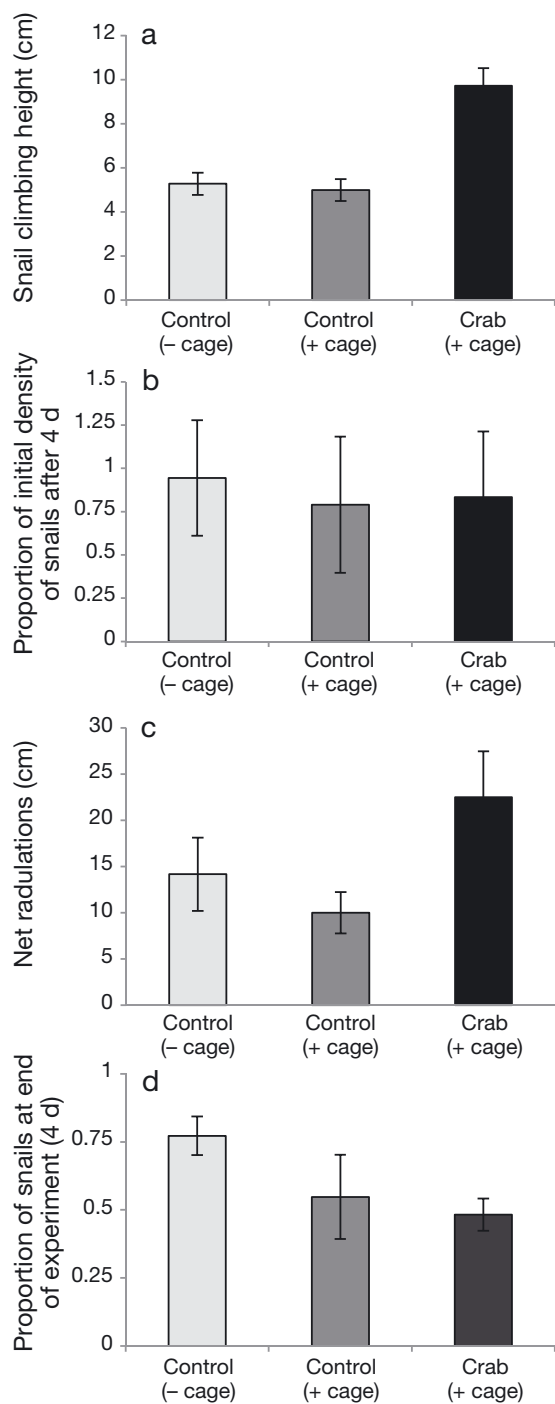 a
Snail climbing height (cm)
12
10
8
6
4
2
0
Control
(– cage)
Control
(+ cage)
Crab
(+ cage)
b
Proportion of initial density
of snails after 4 d
1.5
1.25
1
0.75
0.5
0.25
0
Control
(– cage)
Control
(+ cage)
Crab
(+ cage)
c
Net radulations (cm)
30
25
20
15
10
5
0
Control
(– cage)
Control
(+ cage)
Crab
(+ cage)
d
Proportion of snails at end
of experiment (4 d)
1
0.75
0.5
0.25
0
Control
(– cage)
Control
(+ cage)
Crab
(+ cage)